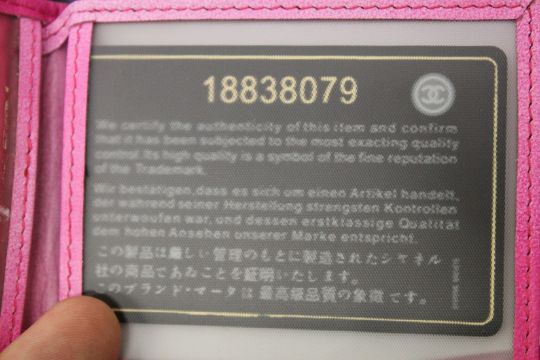 18838079
We certify the authenticity of this item and confirm
that it has been subjected to the most exacting quality
control. Its high quality is a symbol of the fine reputation
of the Trademark.
Wir bestätigen, dass es sich um einen Artikel handelt,
der während seiner Herstellung strengsten Kontrollen
unterwoufen war, und dessen erstklässige Qualität
dem hohen Ansehen unserer Marke entspricht.
この製品は厳しい管理のもとに製造されたシャネル
社の商品であることを証明いたします。
このブランド・マークは最高級品質の象徴です。